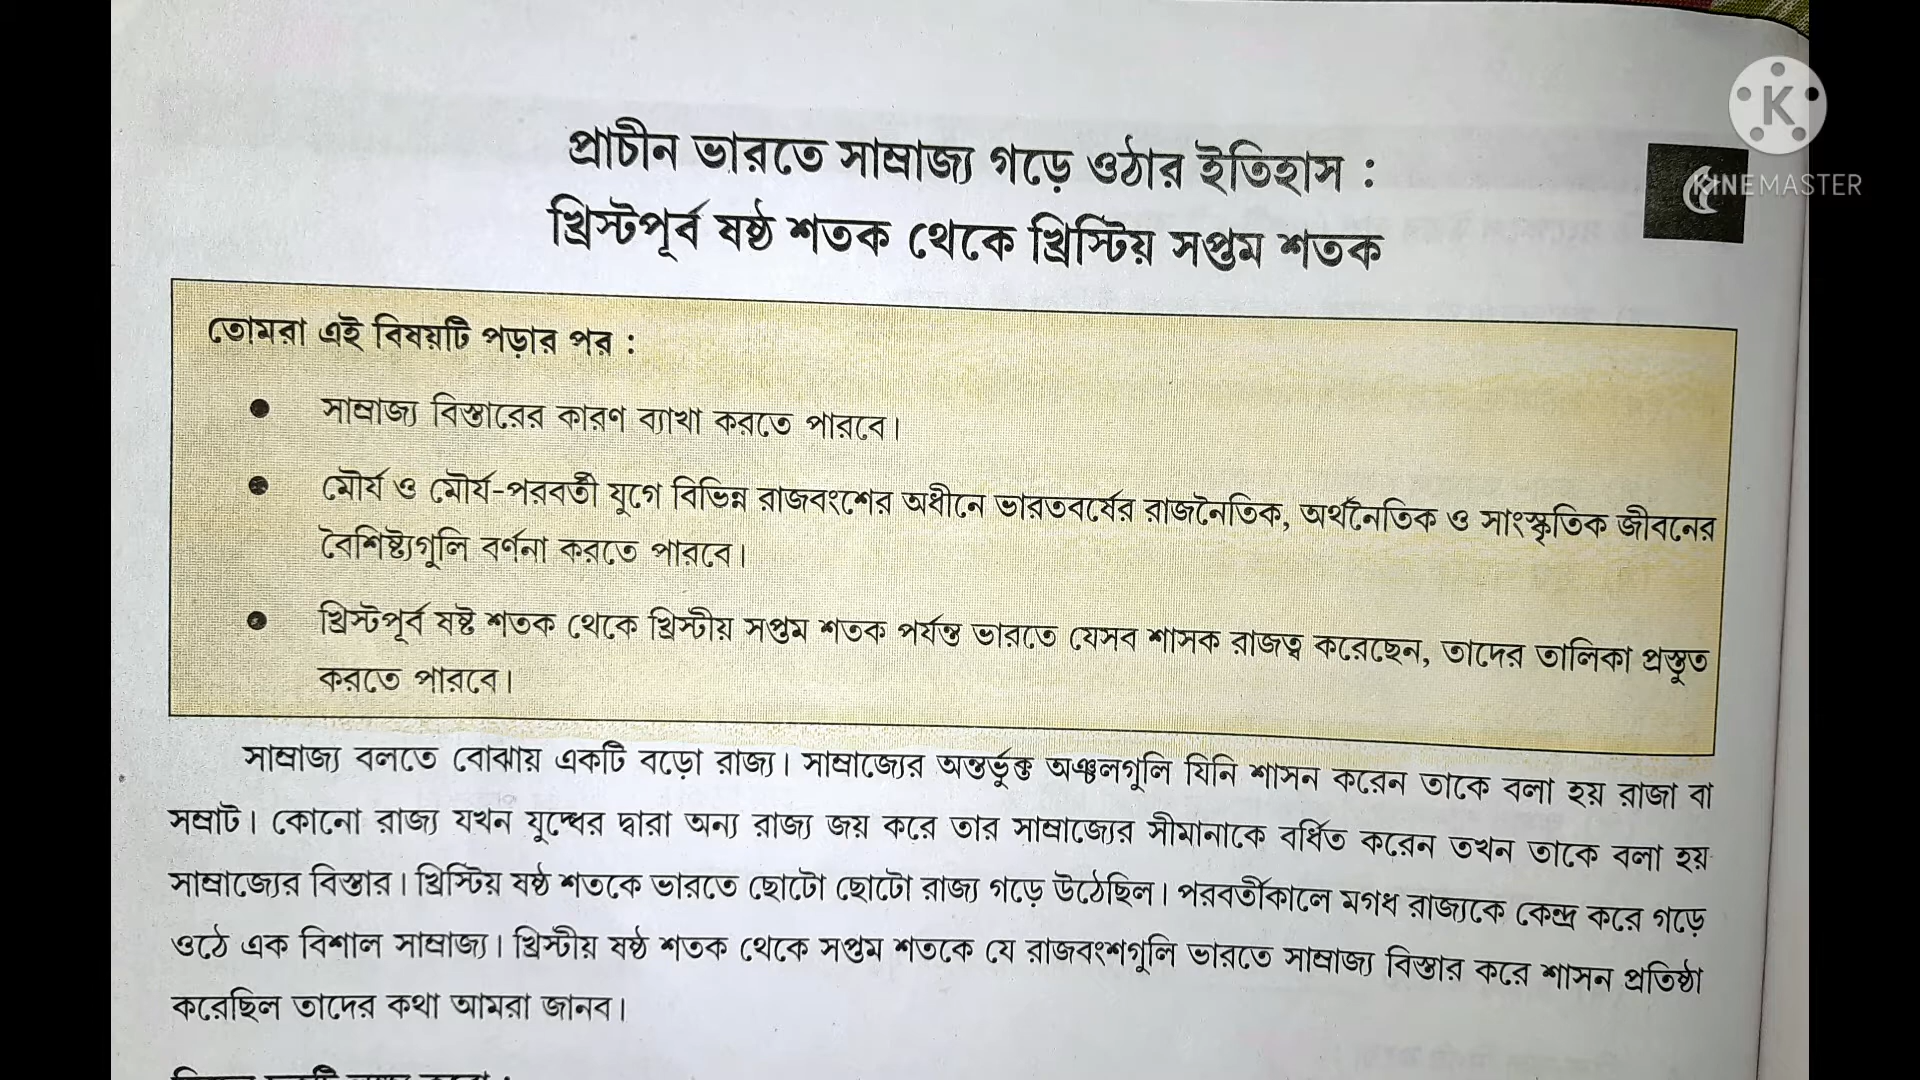 প্রাচীন ভারতে সাম্রাজ্য গড়ে ওঠার ইতিহাস :
খ্রিস্টপূর্ব ষষ্ঠ শতক থেকে খ্রিস্টিয় সপ্তম শতক
KINEMASTER
তোমরা এই বিষয়টি পড়ার পর :
● সাম্রাজ্য বিস্তারের কারণ ব্যাখা করতে পারবে।
● মৌর্য ও মৌর্য-পরবর্তী যুগে বিভিন্ন রাজবংশের অধীনে ভারতবর্ষের রাজনৈতিক, অর্থনৈতিক ও সাংস্কৃতিক জীবনের
বৈশিষ্ট্যগুলি বর্ণনা করতে পারবে।
● খ্রিস্টপূর্ব ষষ্ট শতক থেকে খ্রিস্টীয় সপ্তম শতক পর্যন্ত ভারতে যেসব শাসক রাজত্ব করেছেন, তাদের তালিকা প্রস্তুত
করতে পারবে।
সাম্রাজ্য বলতে বোঝায় একটি বড়ো রাজ্য। সাম্রাজ্যের অন্তর্ভুক্ত অঞ্চলগুলি যিনি শাসন করেন তাকে বলা হয় রাজা বা
সম্রাট। কোনো রাজ্য যখন যুদ্ধের দ্বারা অন্য রাজ্য জয় করে তার সাম্রাজ্যের সীমানাকে বর্ধিত করেন তখন তাকে বলা হয়
সাম্রাজ্যের বিস্তার। খ্রিস্টিয় ষষ্ঠ শতকে ভারতে ছোটো ছোটো রাজ্য গড়ে উঠেছিল। পরবর্তীকালে মগধ রাজ্যকে কেন্দ্র করে গড়ে
ওঠে এক বিশাল সাম্রাজ্য। খ্রিস্টীয় ষষ্ঠ শতক থেকে সপ্তম শতকে যে রাজবংশগুলি ভারতে সাম্রাজ্য বিস্তার করে শাসন প্রতিষ্ঠা
করেছিল তাদের কথা আমরা জানব।